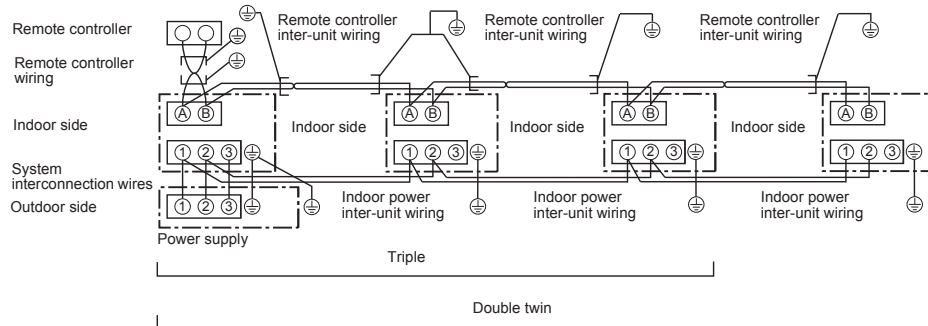 Remote controller
Remote controller
inter-unit wiring
Remote controller
inter-unit wiring
Remote controller
inter-unit wiring
Remote controller
wiring
A B
A B
A B
A B
Indoor side
Indoor side
Indoor side
Indoor side
1 2 3
1 2 3
1 2 3
1 2 3
System
interconnection wires
Indoor power
inter-unit wiring
Indoor power
inter-unit wiring
Indoor power
inter-unit wiring
Outdoor side
1 2 3
Power supply
Triple
Double twin